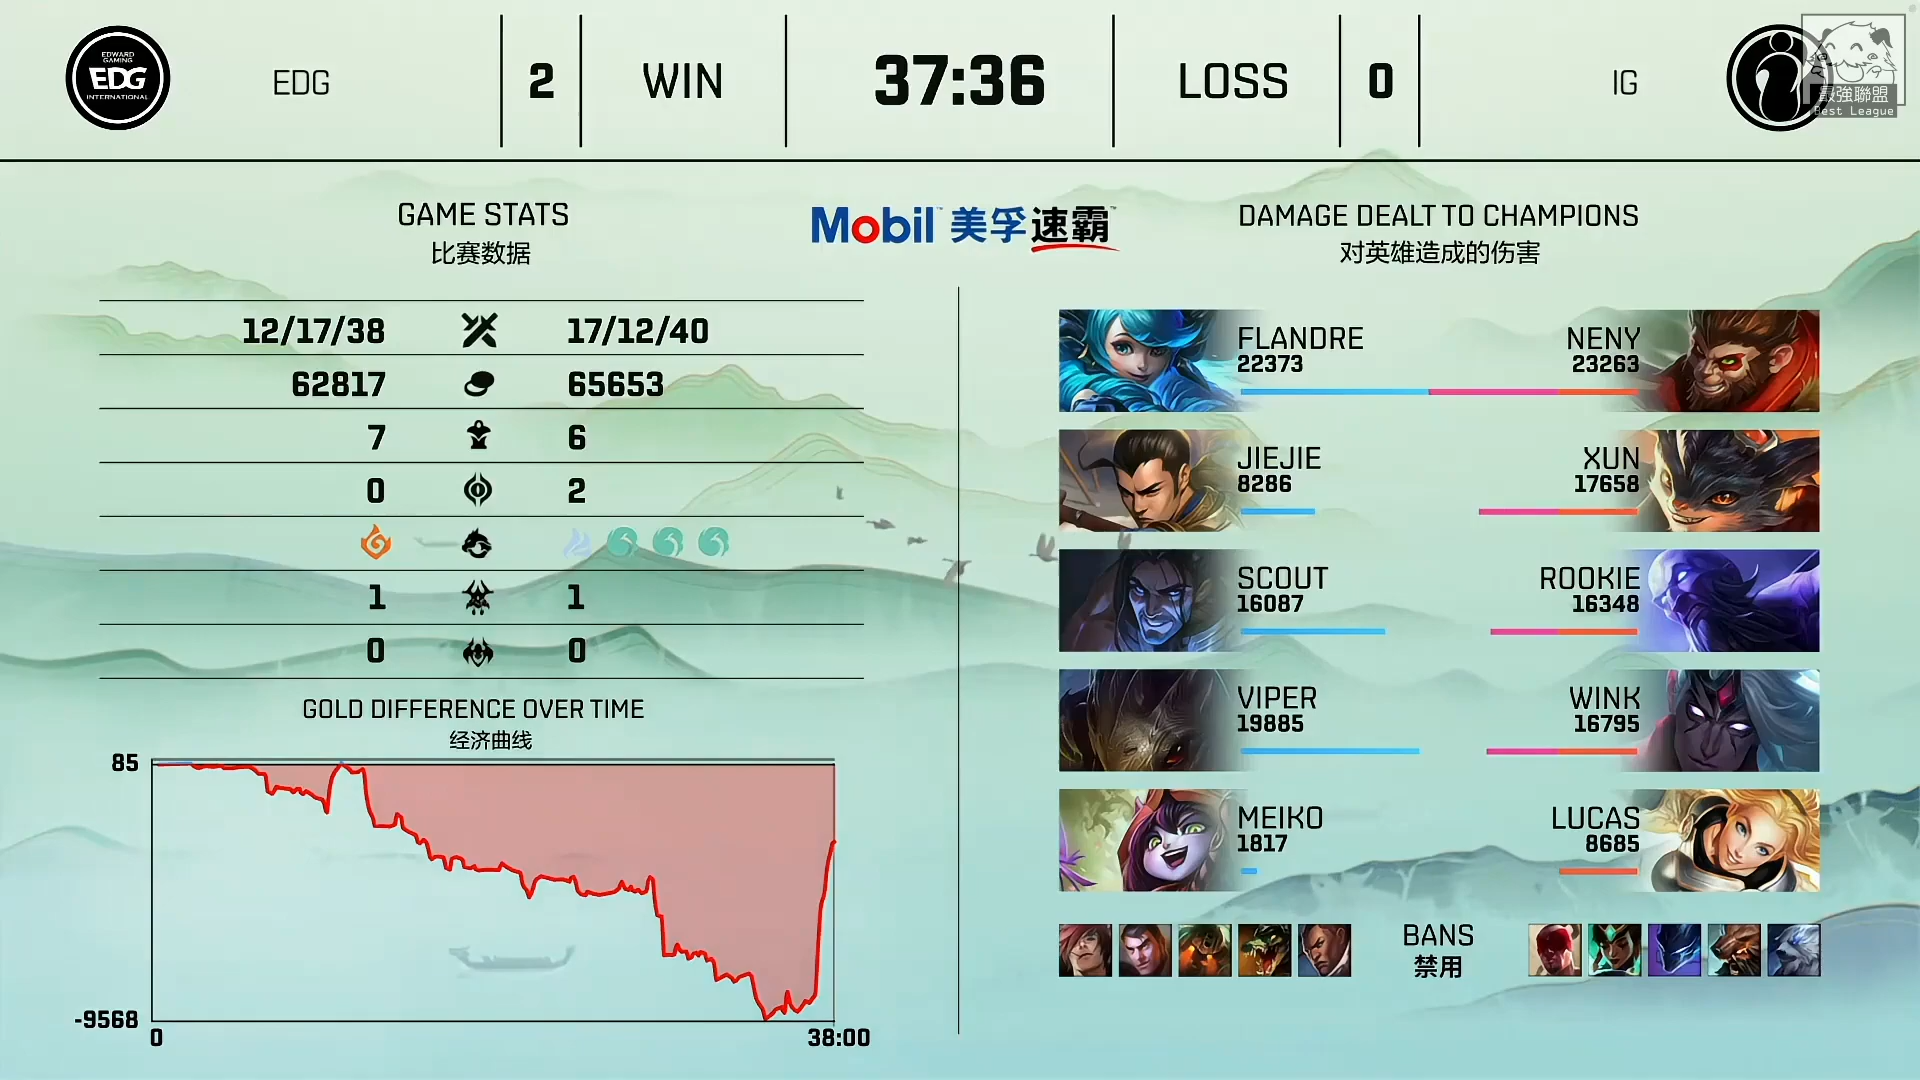 EDWARD
GAMING
EDG
INTERNATIONAL
EDG
2
WIN
37:36
LOSS
0
IG
最強聯盟
Best League
GAME STATS
比赛数据
Mobil™ 美孚速霸™
DAMAGE DEALT TO CHAMPIONS
对英雄造成的伤害
12/17/38
17/12/40
62817
65653
7
6
0
2
1
1
0
0
GOLD DIFFERENCE OVER TIME
经济曲线
85
-9568
0
38:00
FLANDRE
22373
NENY
23263
JIEJIE
8286
XUN
17658
SCOUT
16087
ROOKIE
16348
VIPER
19885
WINK
16795
MEIKO
1817
LUCAS
8685
BANS
禁用